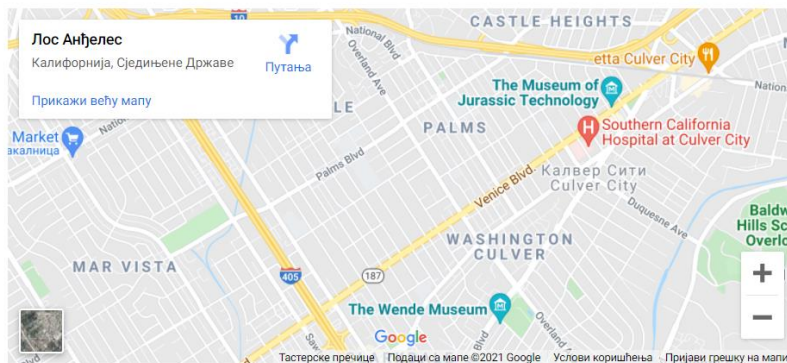 Лос Анђелес
Калифорнија, Сједињене Државе
Путања
Прикажи већу мапу
10
National Blvd
Overland Ave
CASTLE HEIGHTS
etta Culver City
The Museum of
Jurassic Technology
PALMS
Southern California
Hospital at Culver City
Market
акалница
Palms Blvd
Venice Blvd.
Калвер Сити
Culver City
Duquesne Ave
Baldw
Hills Sc
Overlo
WASHINGTON
CULVER
MAR VISTA
405
187
The Wende Museum
Overland
Google
Тастерске пречице
Подаци са мапе ©2021 Google
Услови коришћења
Пријави грешку на мапи